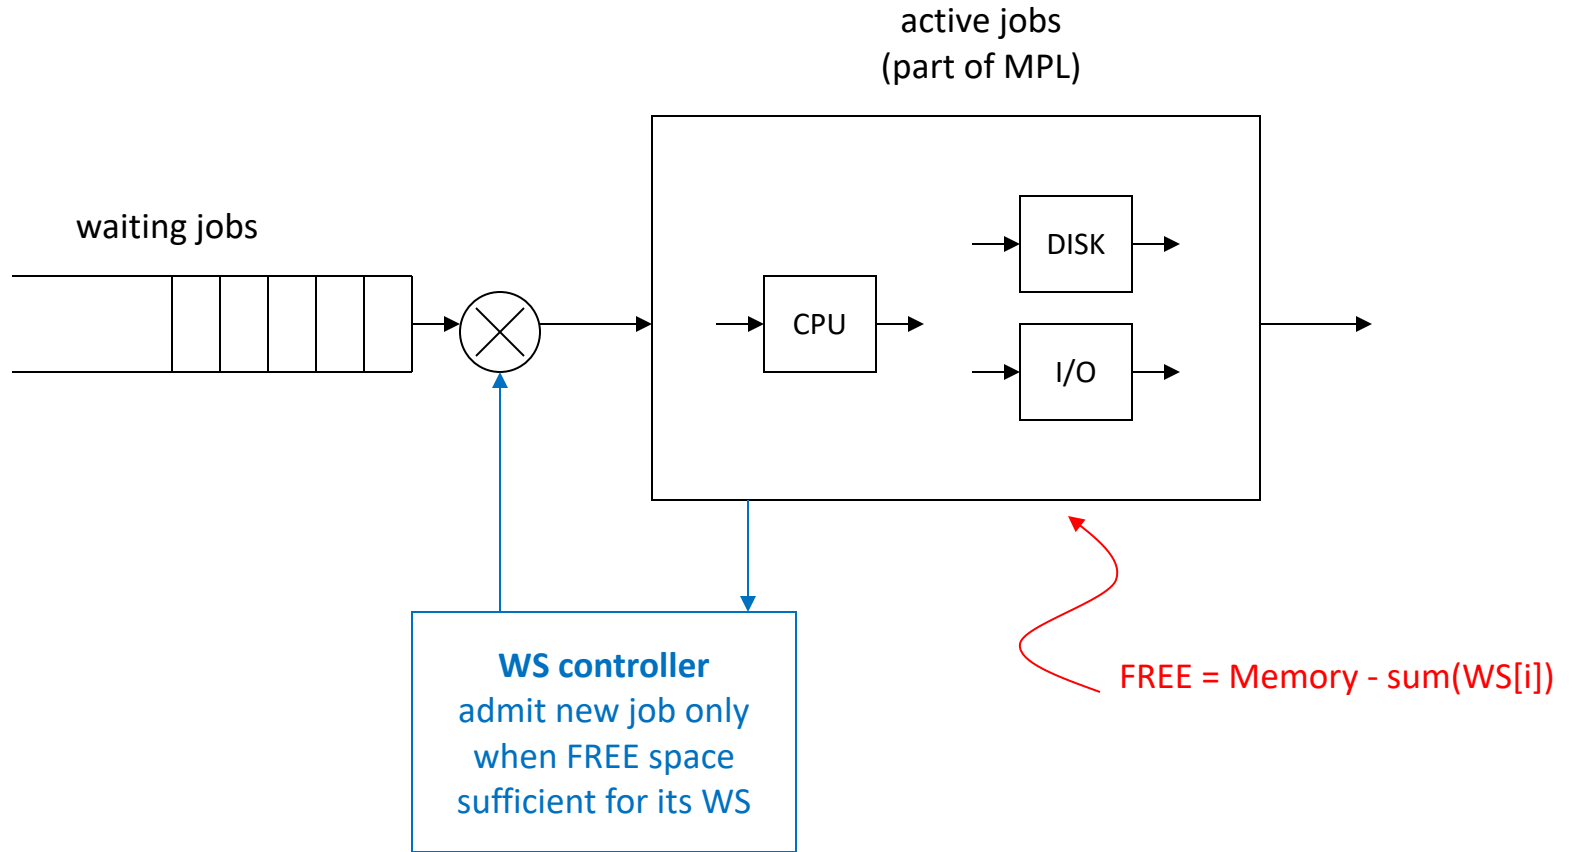 active jobs
(part of MPL)
waiting jobs
DISK
CPU
I/O
WS controller
admit new job only
when FREE space
sufficient for its WS
FREE = Memory - sum(WS[i])